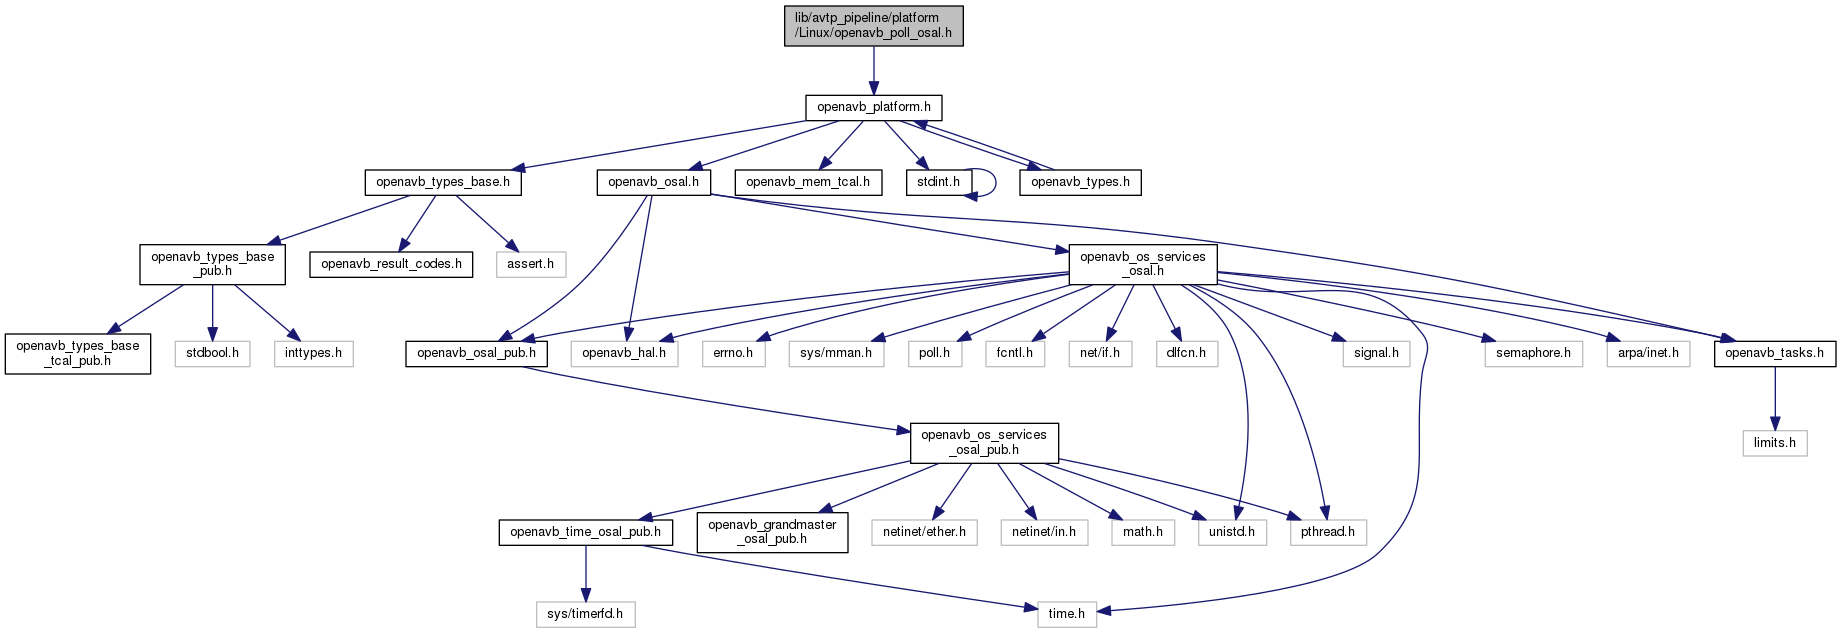 lib/avtp_pipeline/platform
/Linux/openavb_poll_osal.h
openavb_platform.h
openavb_types_base.h
openavb_osal.h
openavb_mem_tcal.h
stdint.h
openavb_types.h
openavb_types_base
_pub.h
openavb_result_codes.h
assert.h
openavb_os_services
_osal.h
openavb_types_base
_tcal_pub.h
stdbool.h
inttypes.h
openavb_osal_pub.h
openavb_hal.h
errno.h
sys/mman.h
poll.h
fcntl.h
net/if.h
dlfcn.h
signal.h
semaphore.h
arpa/inet.h
openavb_tasks.h
openavb_os_services
_osal_pub.h
limits.h
openavb_time_osal_pub.h
openavb_grandmaster
_osal_pub.h
netinet/ether.h
netinet/in.h
math.h
unistd.h
pthread.h
sys/timerfd.h
time.h